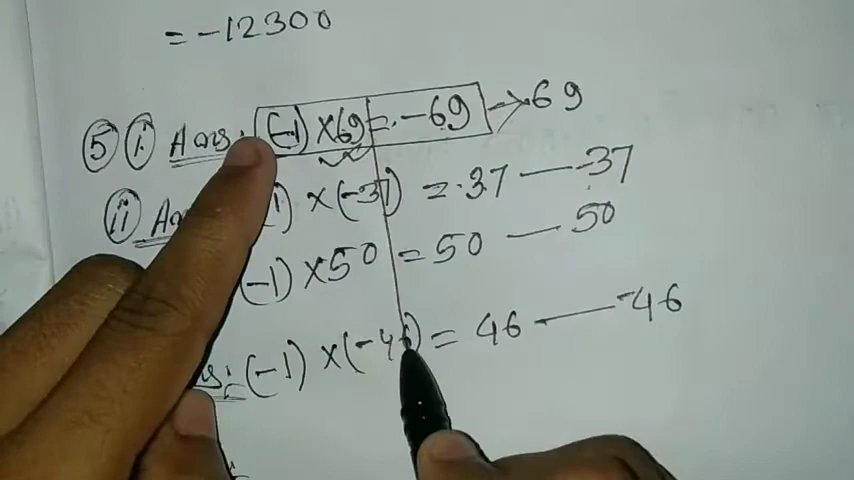 = -12300
5 i Ans: (-1) × 69 = -69 → 69
ii × (-37) = 37 — -37
(-1) × 50 = 50 — 50
(-1) × (-46) = 46 — -46